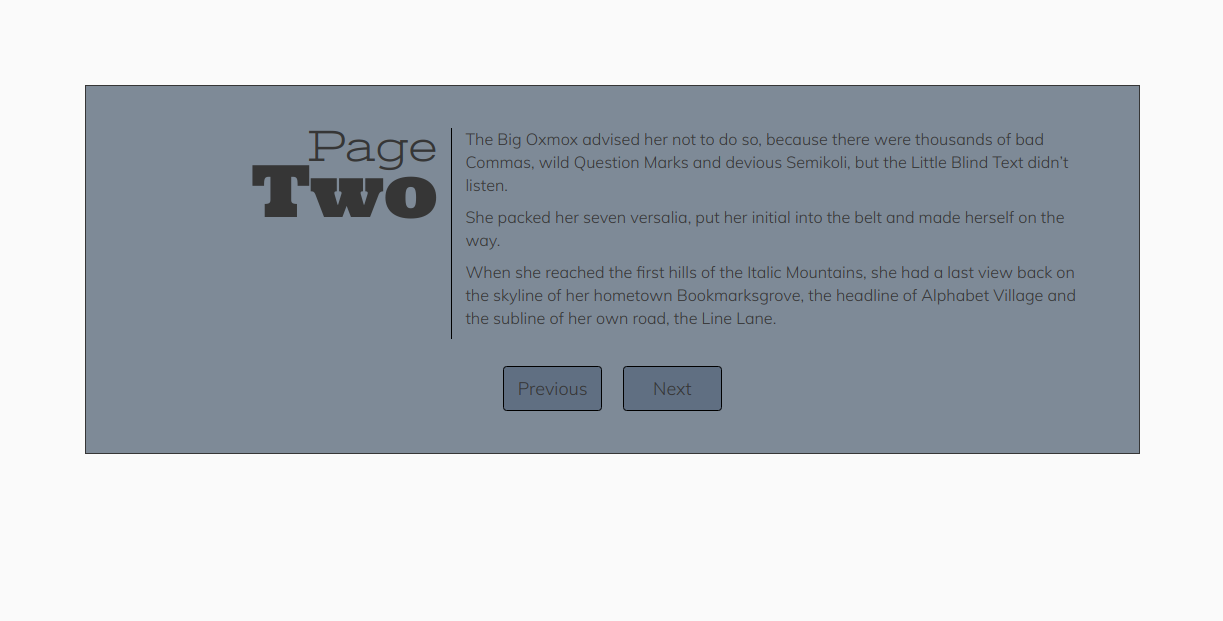 Page
Two
The Big Oxmox advised her not to do so, because there were thousands of bad
Commas, wild Question Marks and devious Semikoli, but the Little Blind Text didn’t
listen.
She packed her seven versalia, put her initial into the belt and made herself on the
way.
When she reached the first hills of the Italic Mountains, she had a last view back on
the skyline of her hometown Bookmarksgrove, the headline of Alphabet Village and
the subline of her own road, the Line Lane.
Previous
Next